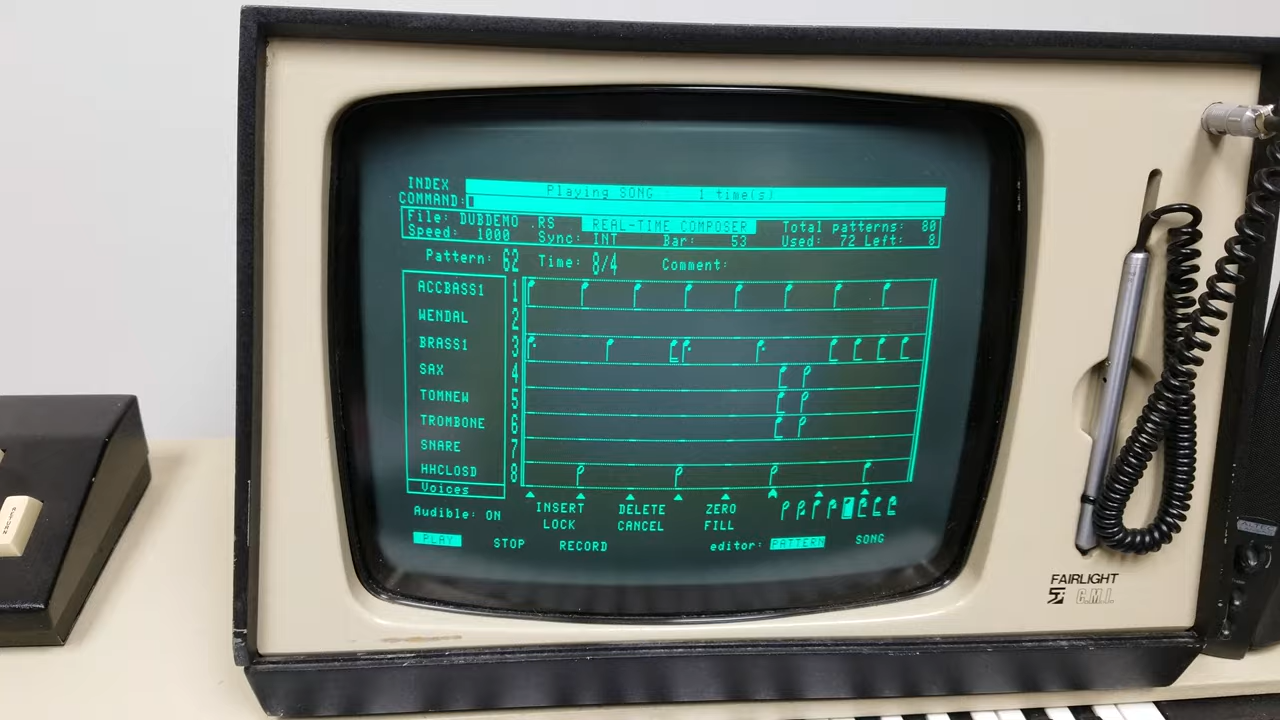 INDEX Playing SONG 1 time(s)
COMMAND:
File: DUBDEMO .RS REAL-TIME COMPOSER Total patterns: 80
Speed: 1000 Sync: INT Bar: 53 Used: 72 Left: 8
Pattern: 62 Time: 8/4 Comment:
ACCBASS1 1
WENDAL 2
BRASS1 3
SAX 4
TOMNEW 5
TROMBONE 6
SNARE 7
HHCLOSD 8
Voices
INSERT DELETE ZERO
Audible: ON LOCK CANCEL FILL
PLAY STOP RECORD editor: PATTERN SONG
FAIRLIGHT
C.M.I.
RETURN